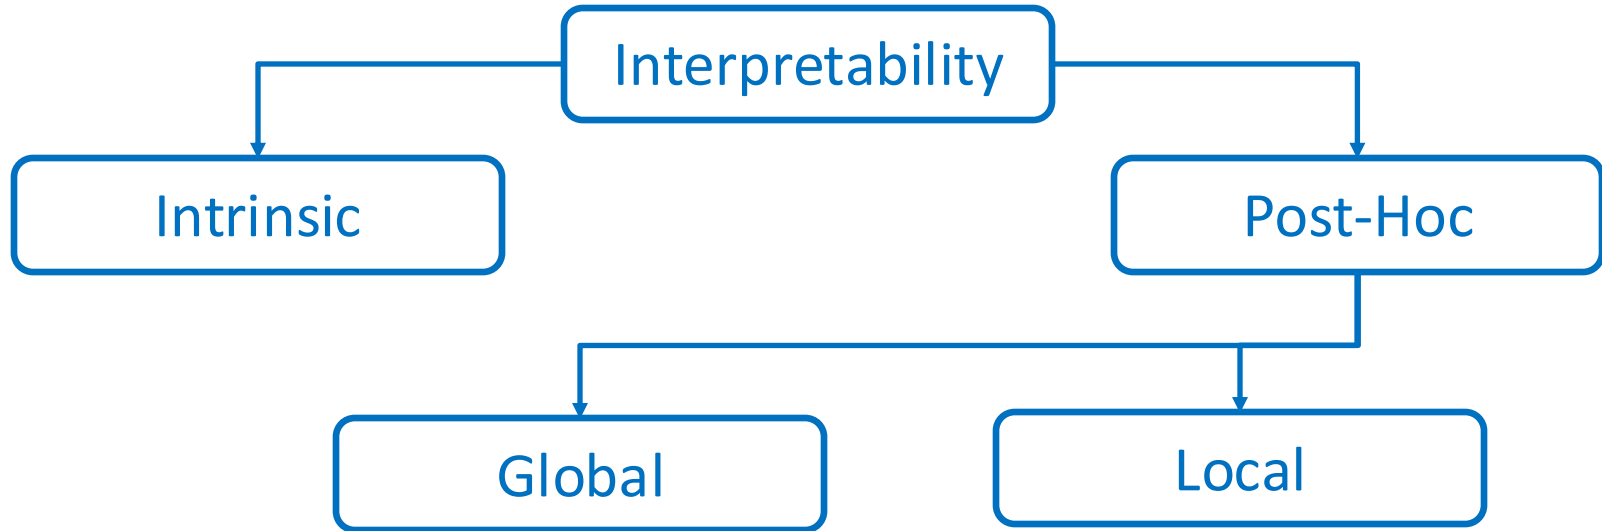 Interpretability
Intrinsic
Post-Hoc
Global
Local